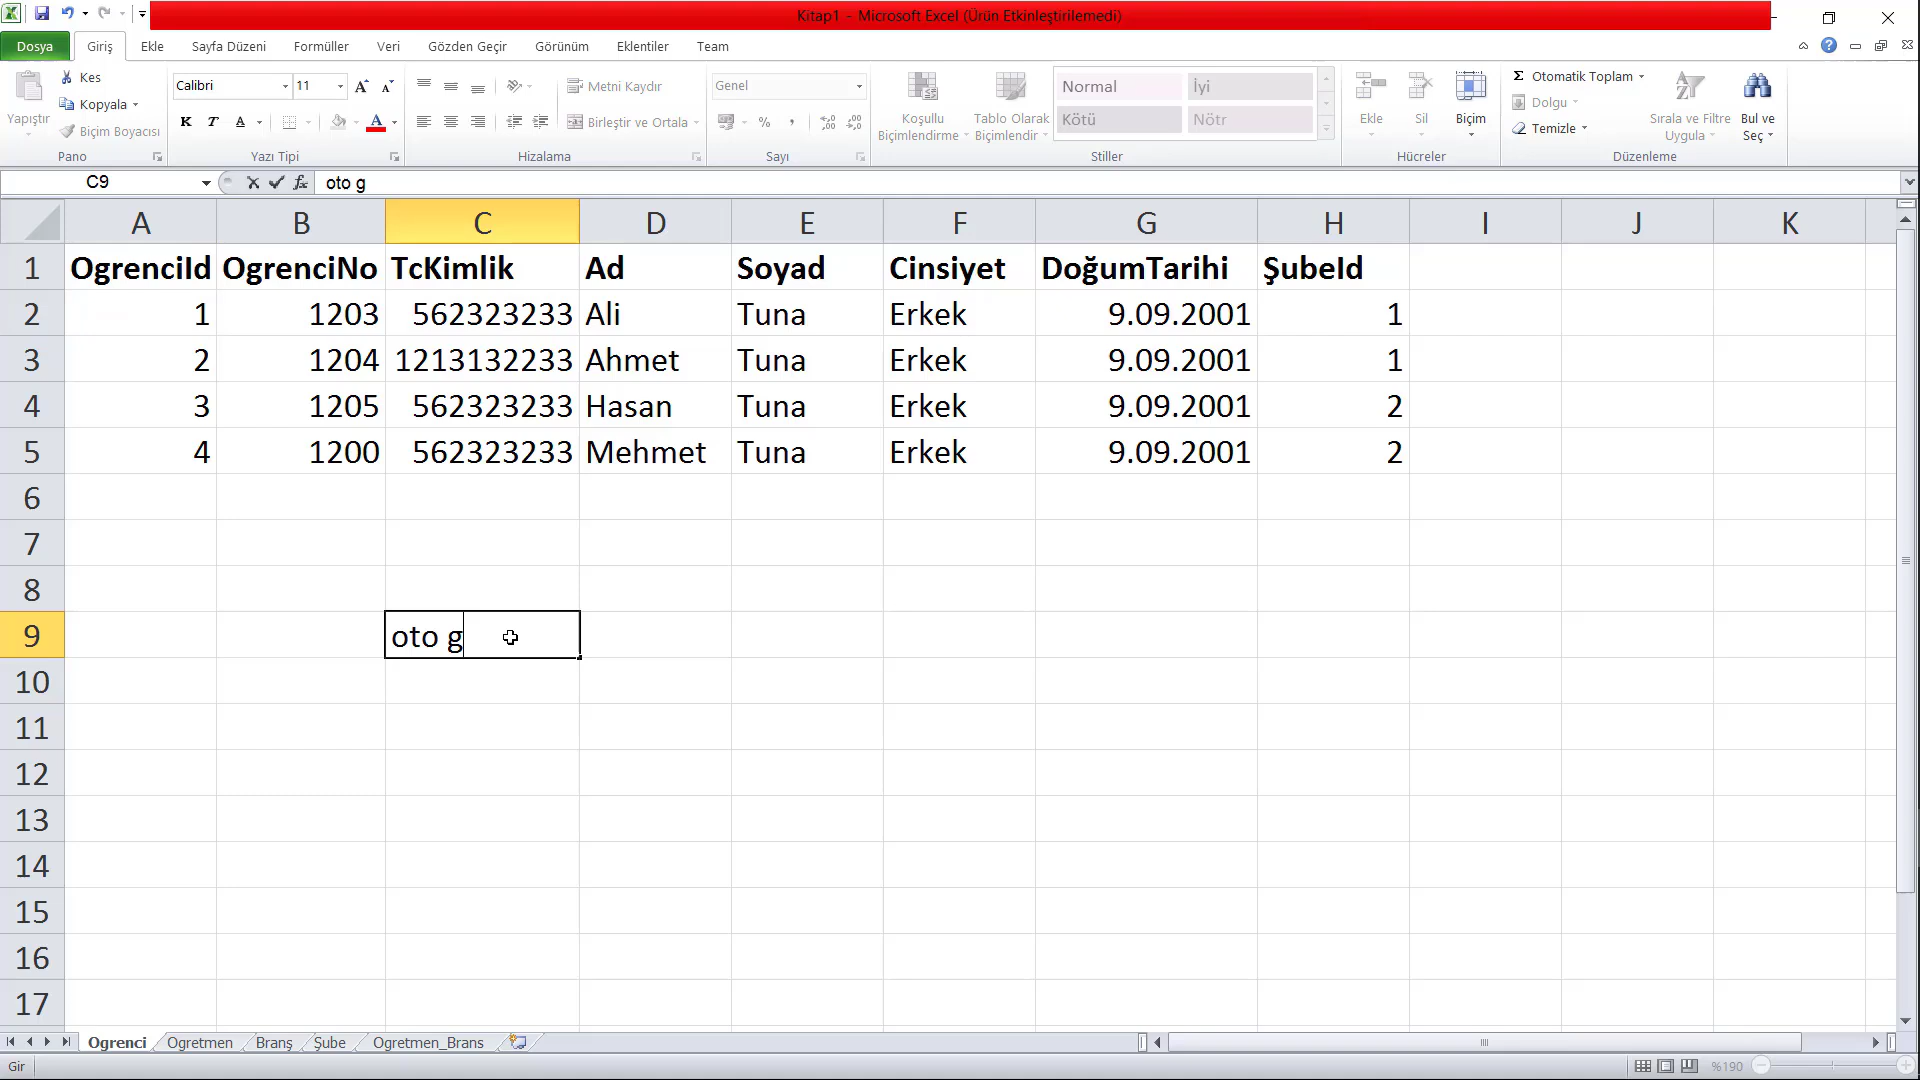 Kitap1 - Microsoft Excel (Ürün Etkinleştirilemedi)
Dosya Giriş Ekle Sayfa Düzeni Formüller Veri Gözden Geçir Görünüm Eklentiler Team
Yapıştır Kes Kopyala Biçim Boyacısı Pano
Calibri 11 K T A Yazı Tipi
Metni Kaydır Birleştir ve Ortala Hizalama
Genel % , Sayı
Koşullu Biçimlendirme Tablo Olarak Biçimlendir Normal İyi Kötü Nötr Stiller
Ekle Sil Biçim Hücreler
Σ Otomatik Toplam Dolgu Temizle Sırala ve Filtre Uygula Bul ve Seç Düzenleme
C9 fx oto g
A B C D E F G H I J K
1 OgrenciId OgrenciNo TcKimlik Ad Soyad Cinsiyet DoğumTarihi ŞubeId
2 1 1203 562323233 Ali Tuna Erkek 9.09.2001 1
3 2 1204 1213132233 Ahmet Tuna Erkek 9.09.2001 1
4 3 1205 562323233 Hasan Tuna Erkek 9.09.2001 2
5 4 1200 562323233 Mehmet Tuna Erkek 9.09.2001 2
6
7
8
9 oto g
10
11
12
13
14
15
16
17
Ogrenci Ogretmen Branş Şube Ogretmen_Brans
Gir %190